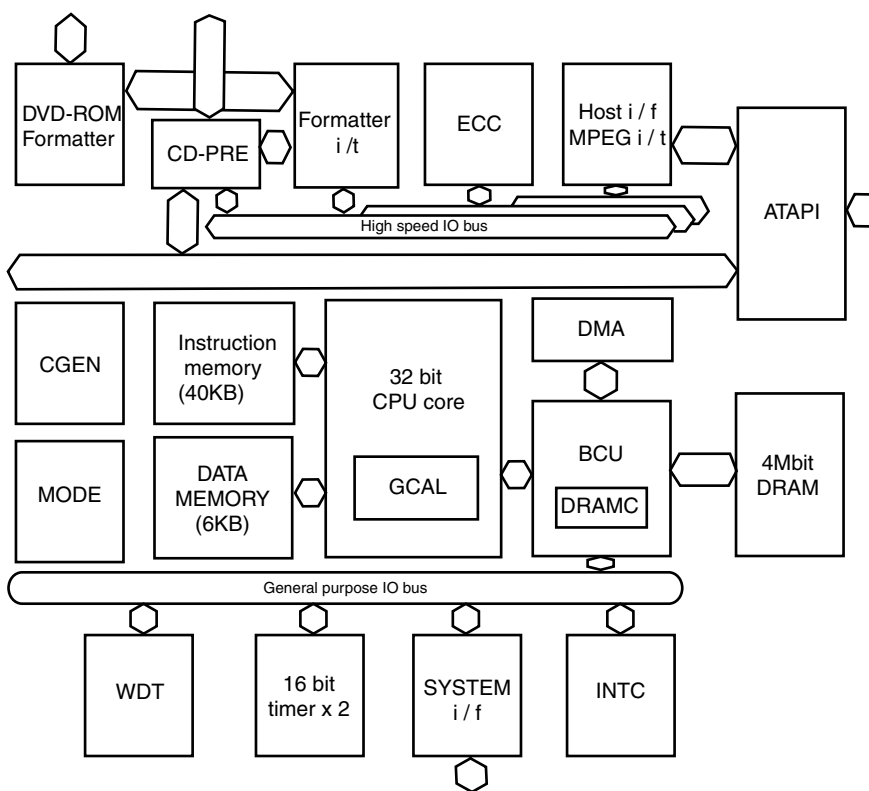 DVD-ROM
Formatter
CD-PRE
Formatter
i /t
ECC
Host i / f
MPEG i / t
ATAPI
High speed IO bus
CGEN
Instruction
memory
(40KB)
32 bit
CPU core
GCAL
DMA
BCU
DRAMC
4Mbit
DRAM
MODE
DATA
MEMORY
(6KB)
General purpose IO bus
WDT
16 bit
timer x 2
SYSTEM
i / f
INTC